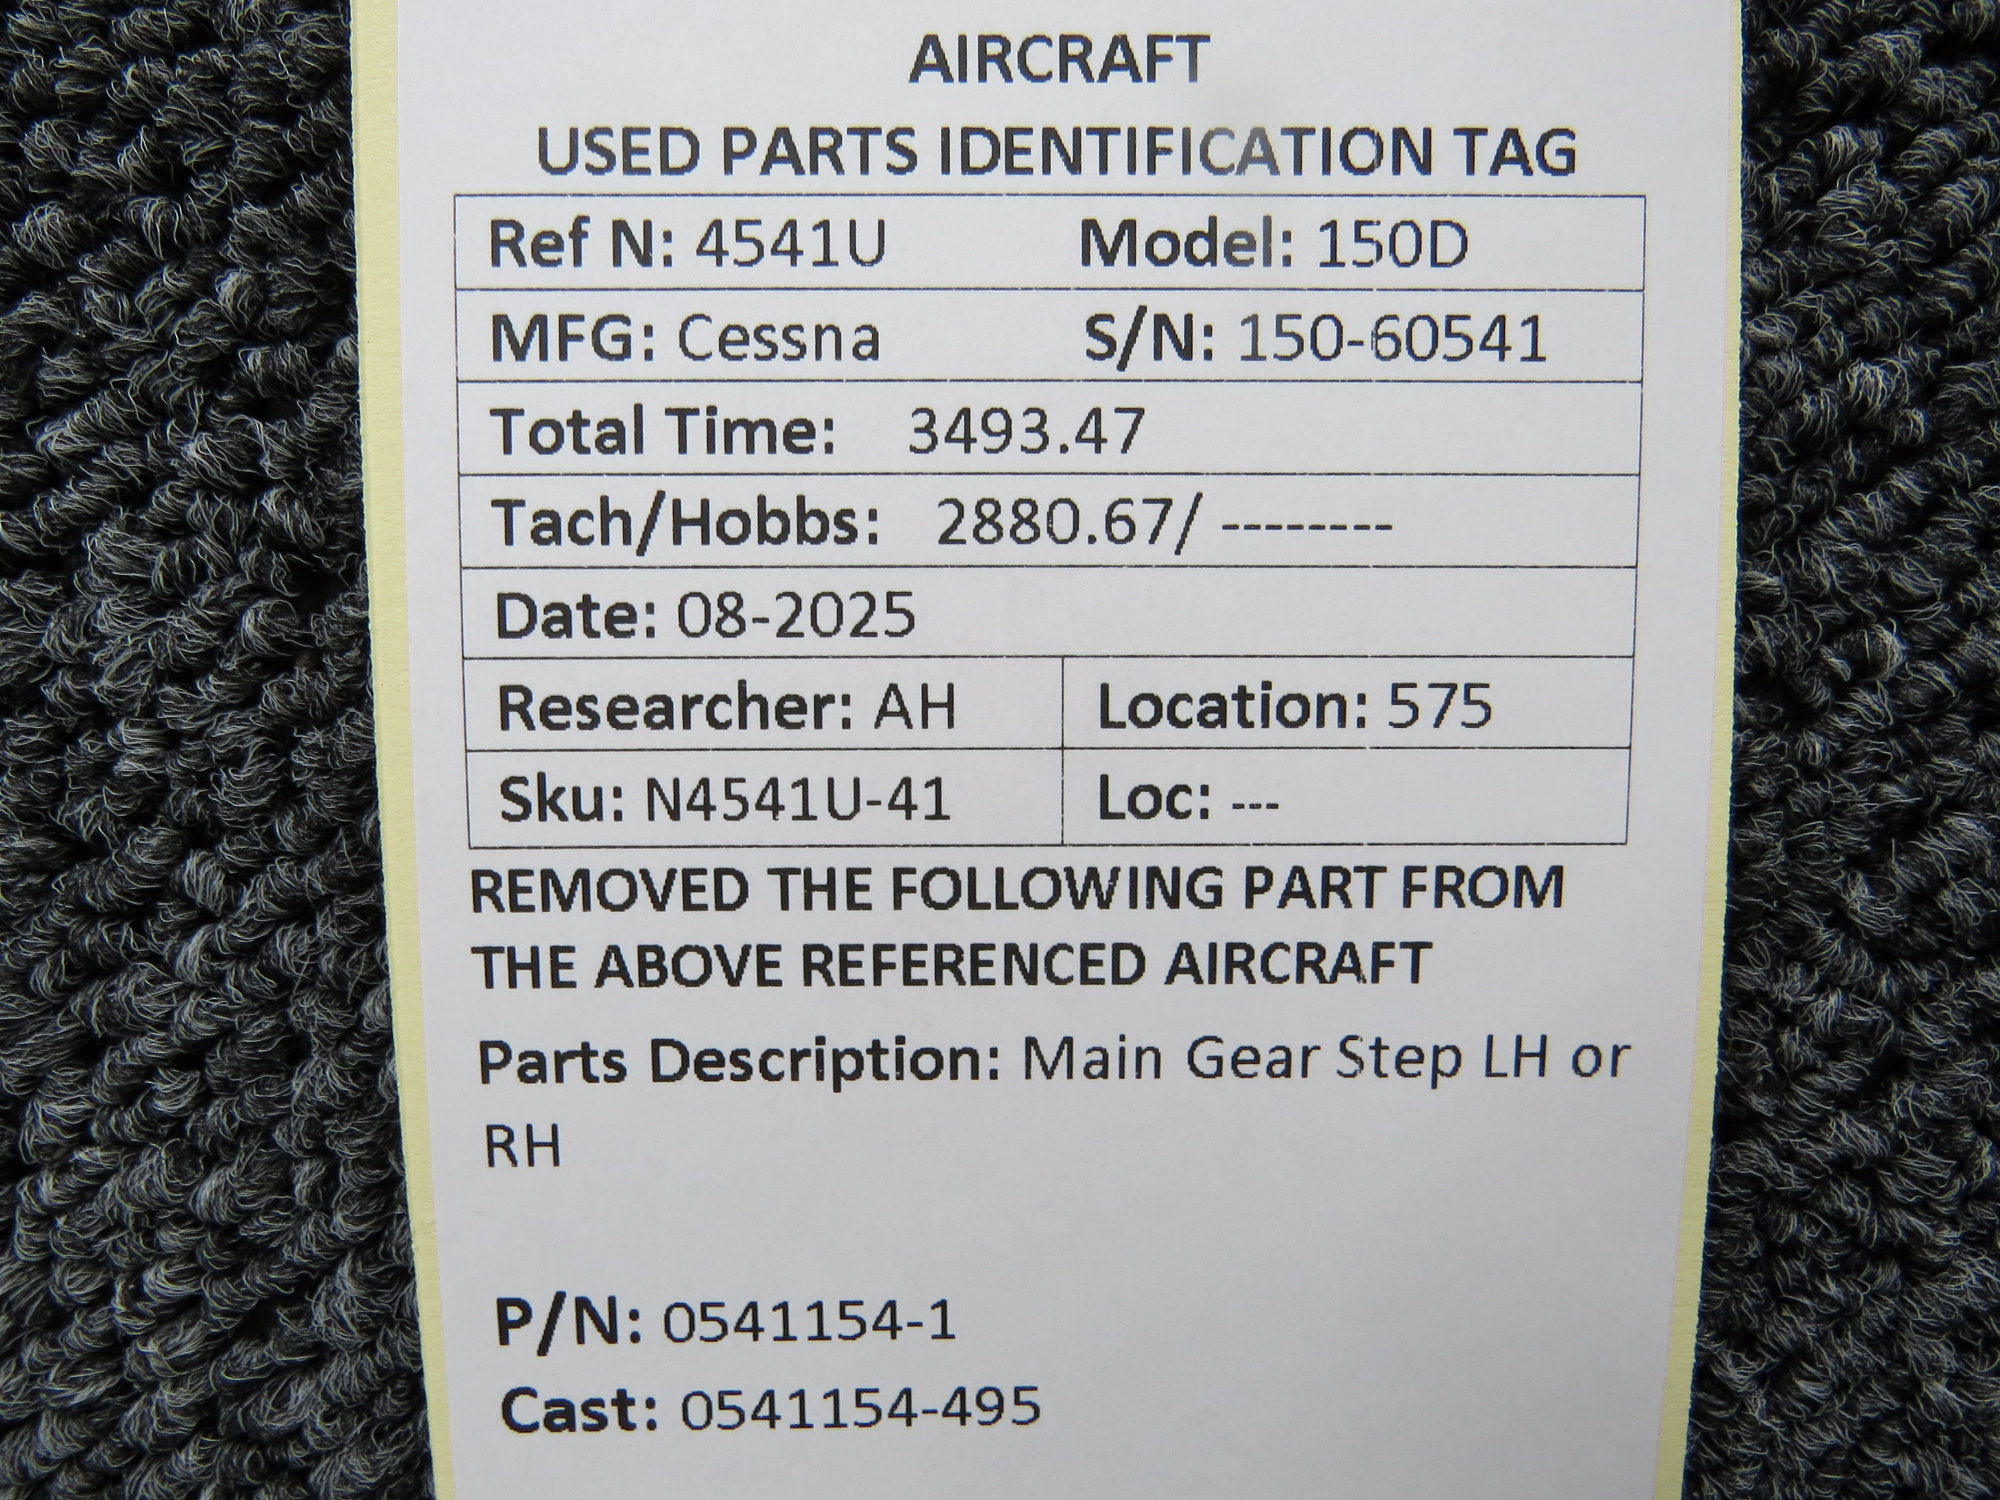 AIRCRAFT
USED PARTS IDENTIFICATION TAG
Ref N: 4541U Model: 150D
MFG: Cessna S/N: 150-60541
Total Time: 3493.47
Tach/Hobbs: 2880.67/ --------
Date: 08-2025
Researcher: AH Location: 575
Sku: N4541U-41 Loc: ---
REMOVED THE FOLLOWING PART FROM
THE ABOVE REFERENCED AIRCRAFT
Parts Description: Main Gear Step LH or
RH
P/N: 0541154-1
Cast: 0541154-495